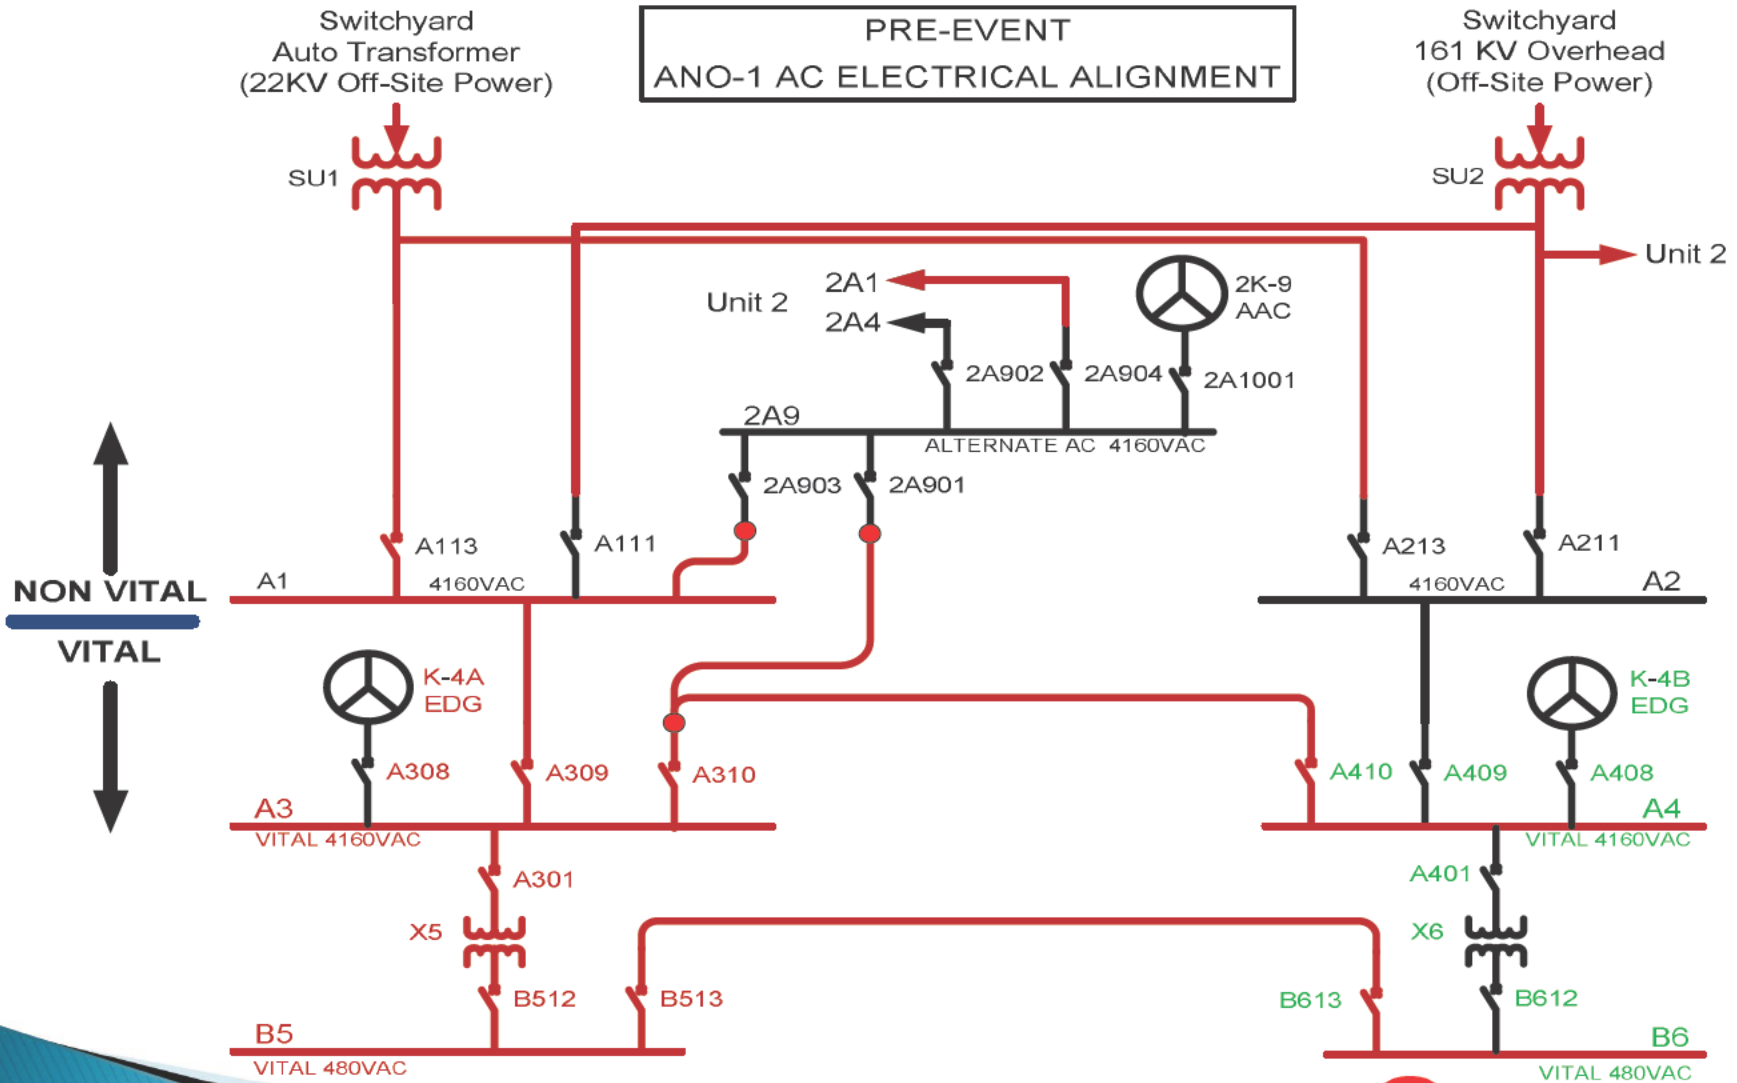 Switchyard
Auto Transformer
(22KV Off-Site Power)
PRE-EVENT
ANO-1 AC ELECTRICAL ALIGNMENT
Switchyard
161 KV Overhead
(Off-Site Power)
SU1
SU2
Unit 2
2A1
2A4
Unit 2
2K-9
AAC
2A902
2A904
2A1001
2A9
ALTERNATE AC 4160VAC
2A903
2A901
A113
A111
A213
A211
A1
4160VAC
4160VAC
A2
NON VITAL
VITAL
K-4A
EDG
K-4B
EDG
A308
A309
A310
A410
A409
A408
A3
VITAL 4160VAC
A4
VITAL 4160VAC
A301
A401
X5
X6
B512
B513
B613
B612
B5
VITAL 480VAC
B6
VITAL 480VAC